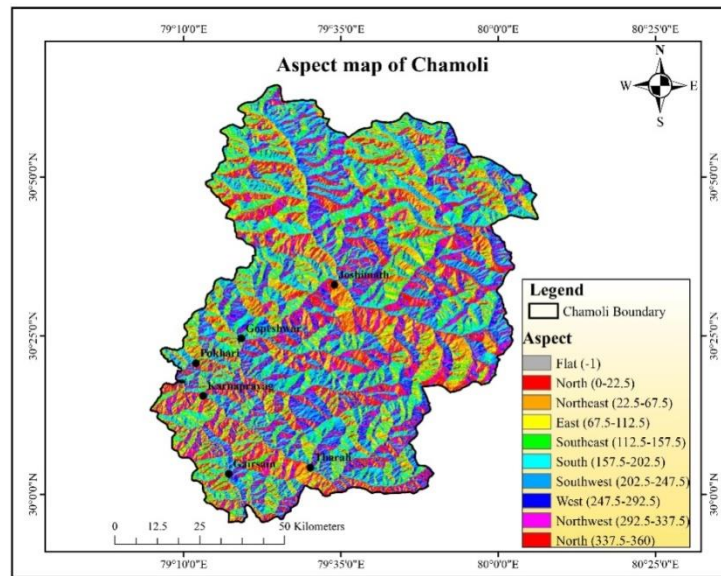 79°10'0"E 79°35'0"E 80°0'0"E 80°25'0"E
Aspect map of Chamoli
N
W E
S
30°50'0"N 30°50'0"N
Joshimath
Legend
Chamoli Boundary
Aspect
30°25'0"N 30°25'0"N
Gopeshwar
Pokhari
Karnaprayag
Flat (-1)
North (0-22.5)
Northeast (22.5-67.5)
East (67.5-112.5)
Southeast (112.5-157.5)
South (157.5-202.5)
Southwest (202.5-247.5)
West (247.5-292.5)
Northwest (292.5-337.5)
North (337.5-360)
Tharali
Gairsain
30°0'0"N 30°0'0"N
0 12.5 25 50 Kilometers
79°10'0"E 79°35'0"E 80°0'0"E 80°25'0"E